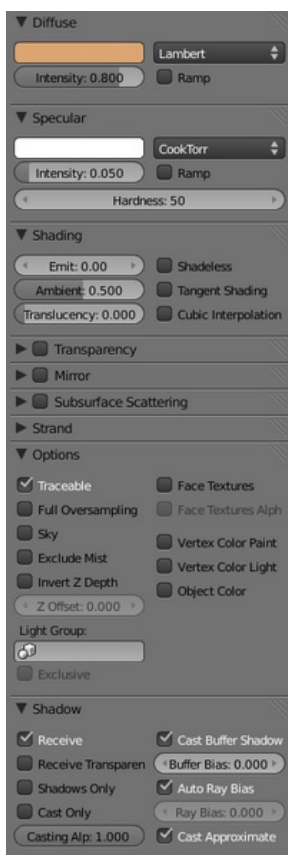 Diffuse
Lambert
Intensity: 0.800 Ramp
Specular
CookTorr
Intensity: 0.050 Ramp
Hardness: 50
Shading
Emit: 0.00 Shadeless
Ambient: 0.500 Tangent Shading
Translucency: 0.000 Cubic Interpolation
Transparency
Mirror
Subsurface Scattering
Strand
Options
Traceable Face Textures
Full Oversampling Face Textures Alph
Sky Vertex Color Paint
Exclude Mist Vertex Color Light
Invert Z Depth Object Color
Z Offset: 0.000
Light Group:
Exclusive
Shadow
Receive Cast Buffer Shadow
Receive Transparen Buffer Bias: 0.000
Shadows Only Auto Ray Bias
Cast Only Ray Bias: 0.000
Casting Alp: 1.000 Cast Approximate